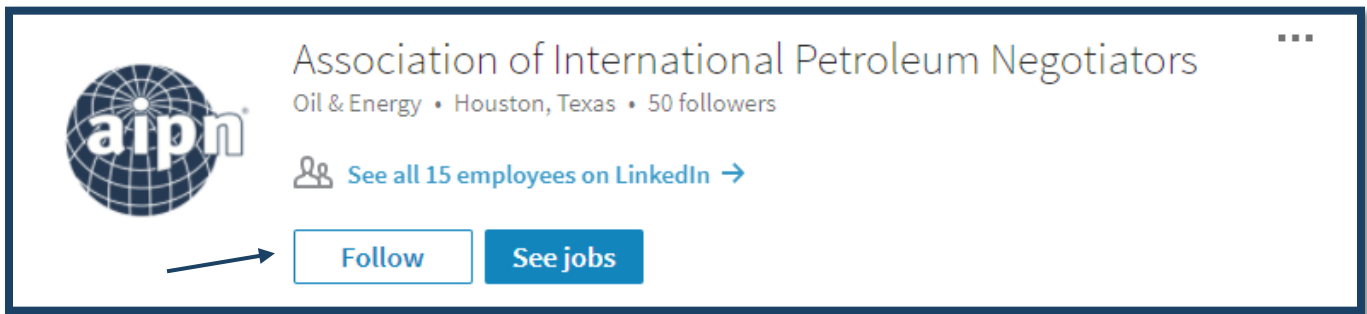 Association of International Petroleum Negotiators
Oil & Energy • Houston, Texas • 50 followers
aipn
See all 15 employees on LinkedIn →
Follow
See jobs